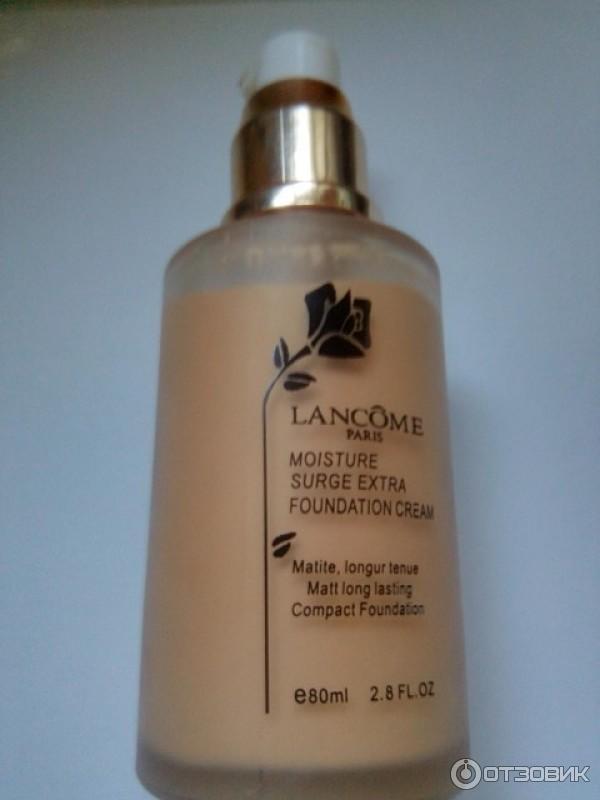 LANCÔME
PARIS
MOISTURE
SURGE EXTRA
FOUNDATION CREAM
Matite, longur tenue
Matt long lasting
Compact Foundation
e80ml 2.8 FL.OZ
ОТЗОВИК